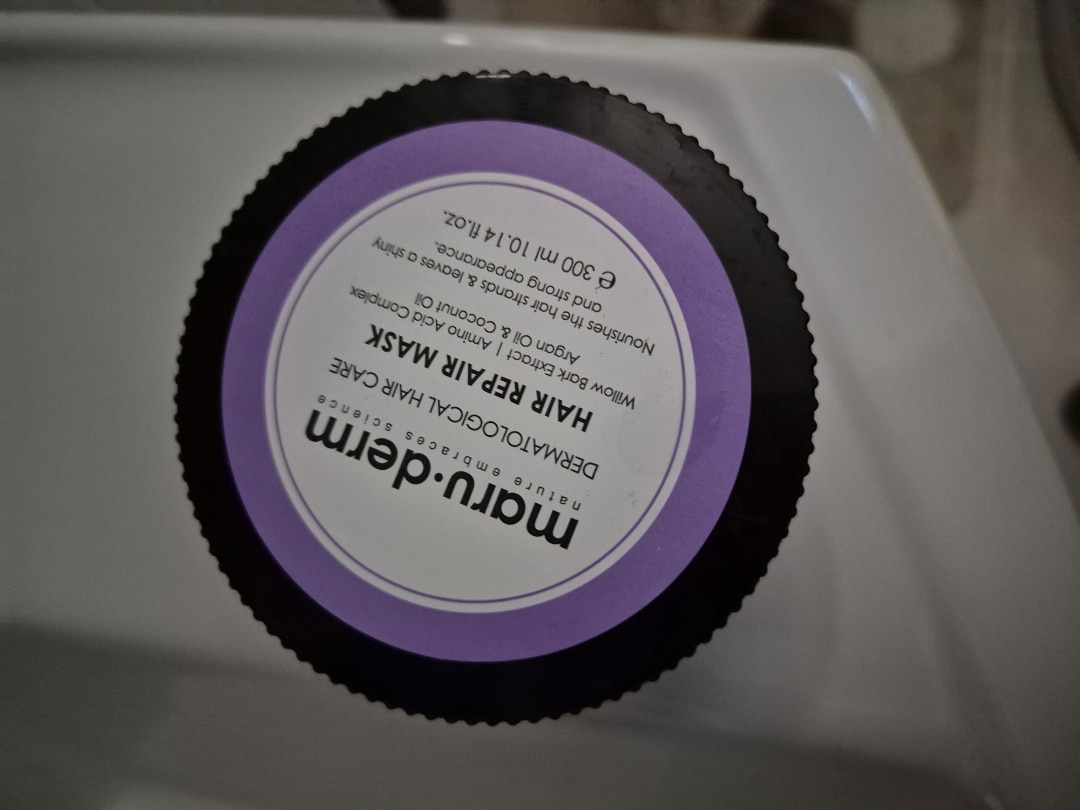 maru·derm
nature embraces science
DERMATOLOGICAL HAIR CARE
HAIR REPAIR MASK
Willow Bark Extract | Amino Acid Complex
Argan Oil & Coconut Oil
Nourishes the hair strands & leaves a shiny
and strong appearance.
℮ 300 ml 10.14 fl.oz.